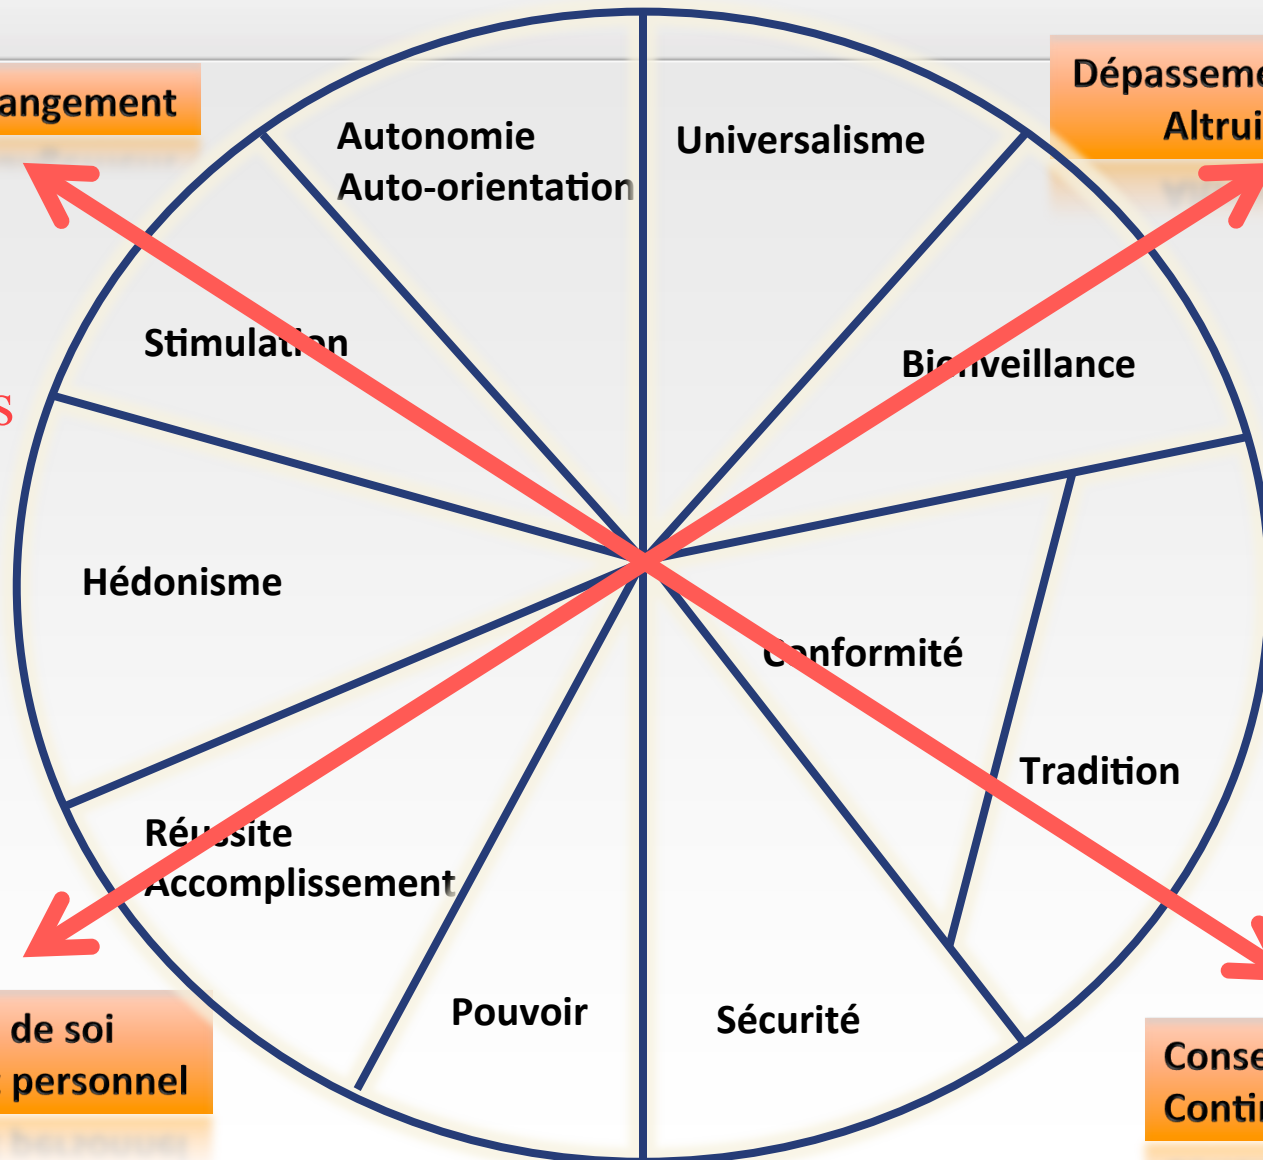 angement
Dépasseme
Altrui
Autonomie
Auto-orientation
Universalisme
Stimulation
Bienveillance
s
Hédonisme
Conformité
Tradition
Réussite
Accomplissement
Pouvoir
Sécurité
de soi
personnel
Conse
Conti